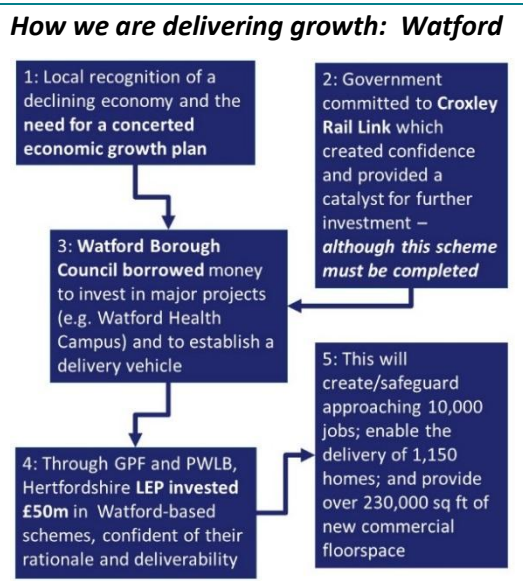 How we are delivering growth: Watford
1: Local recognition of a
declining economy and the
need for a concerted
economic growth plan
2: Government
committed to Croxley
Rail Link which
created confidence
and provided a
catalyst for further
investment –
although this scheme
must be completed
3: Watford Borough
Council borrowed money
to invest in major projects
(e.g. Watford Health
Campus) and to establish a
delivery vehicle
4: Through GPF and PWLB,
Hertfordshire LEP invested
£50m in Watford-based
schemes, confident of their
rationale and deliverability
5: This will
create/safeguard
approaching 10,000
jobs; enable the
delivery of 1,150
homes; and provide
over 230,000 sq ft of
new commercial
floorspace